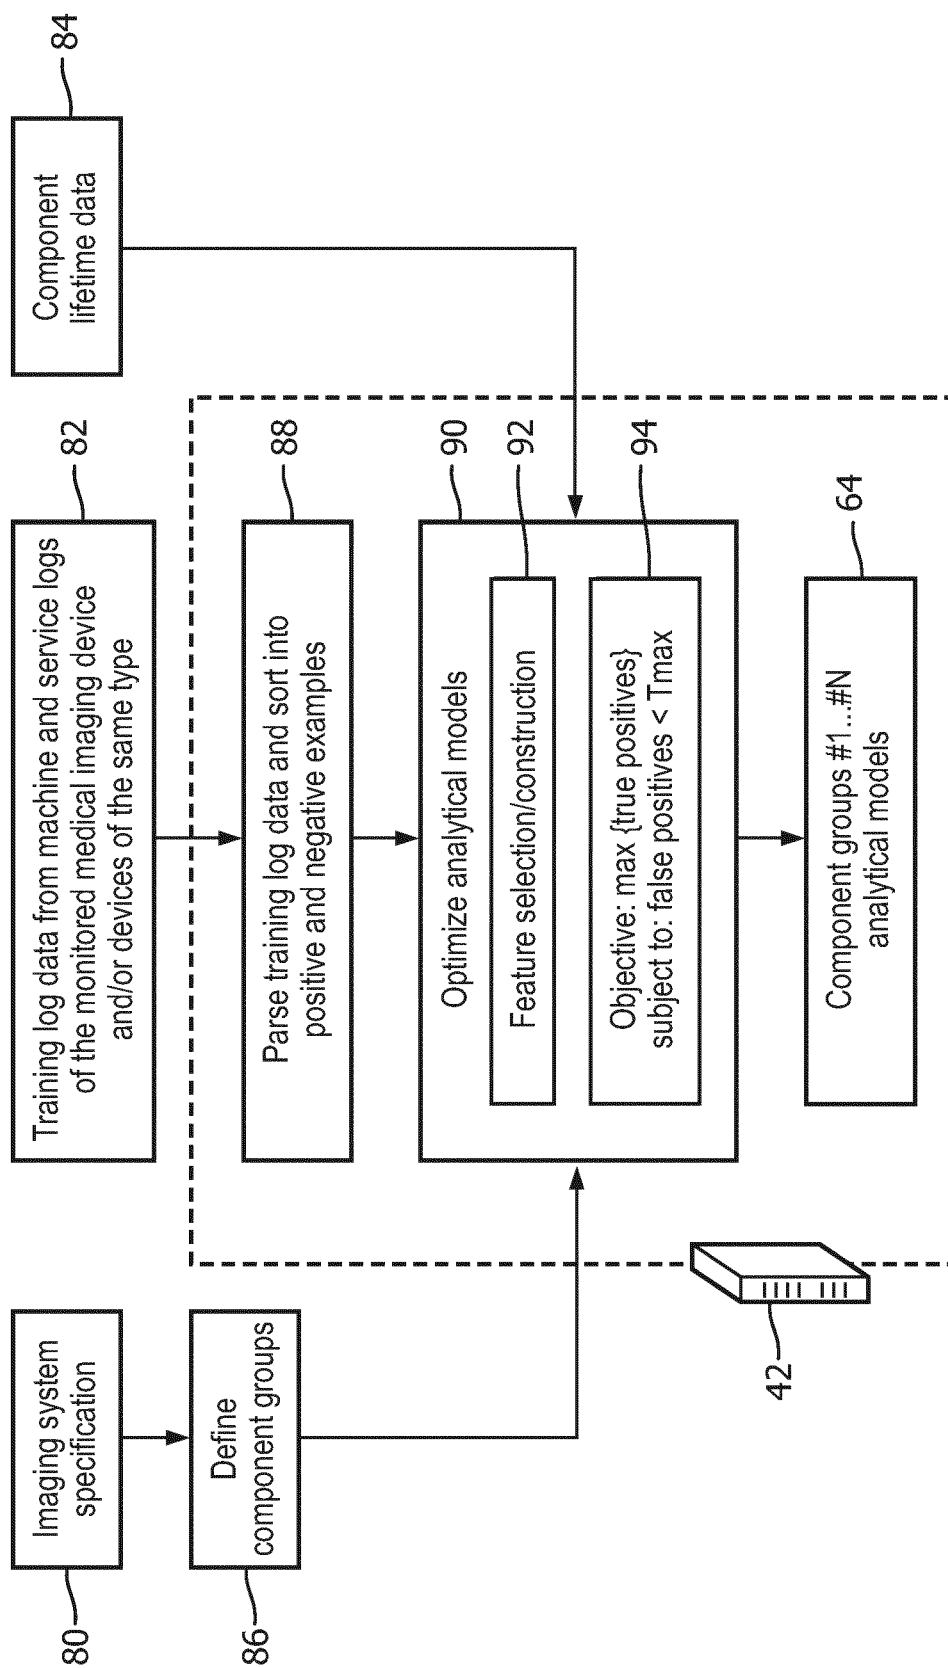 80
Imaging system
specification
82
Training log data from machine and service logs
of the monitored medical imaging device
and/or devices of the same type
84
Component
lifetime data
86
Define
component groups
88
Parse training log data and sort into
positive and negative examples
90
Optimize analytical models
92
Feature selection/construction
94
Objective: max {true positives}
subject to: false positives < Tmax
42
64
Component groups #1...#N
analytical models